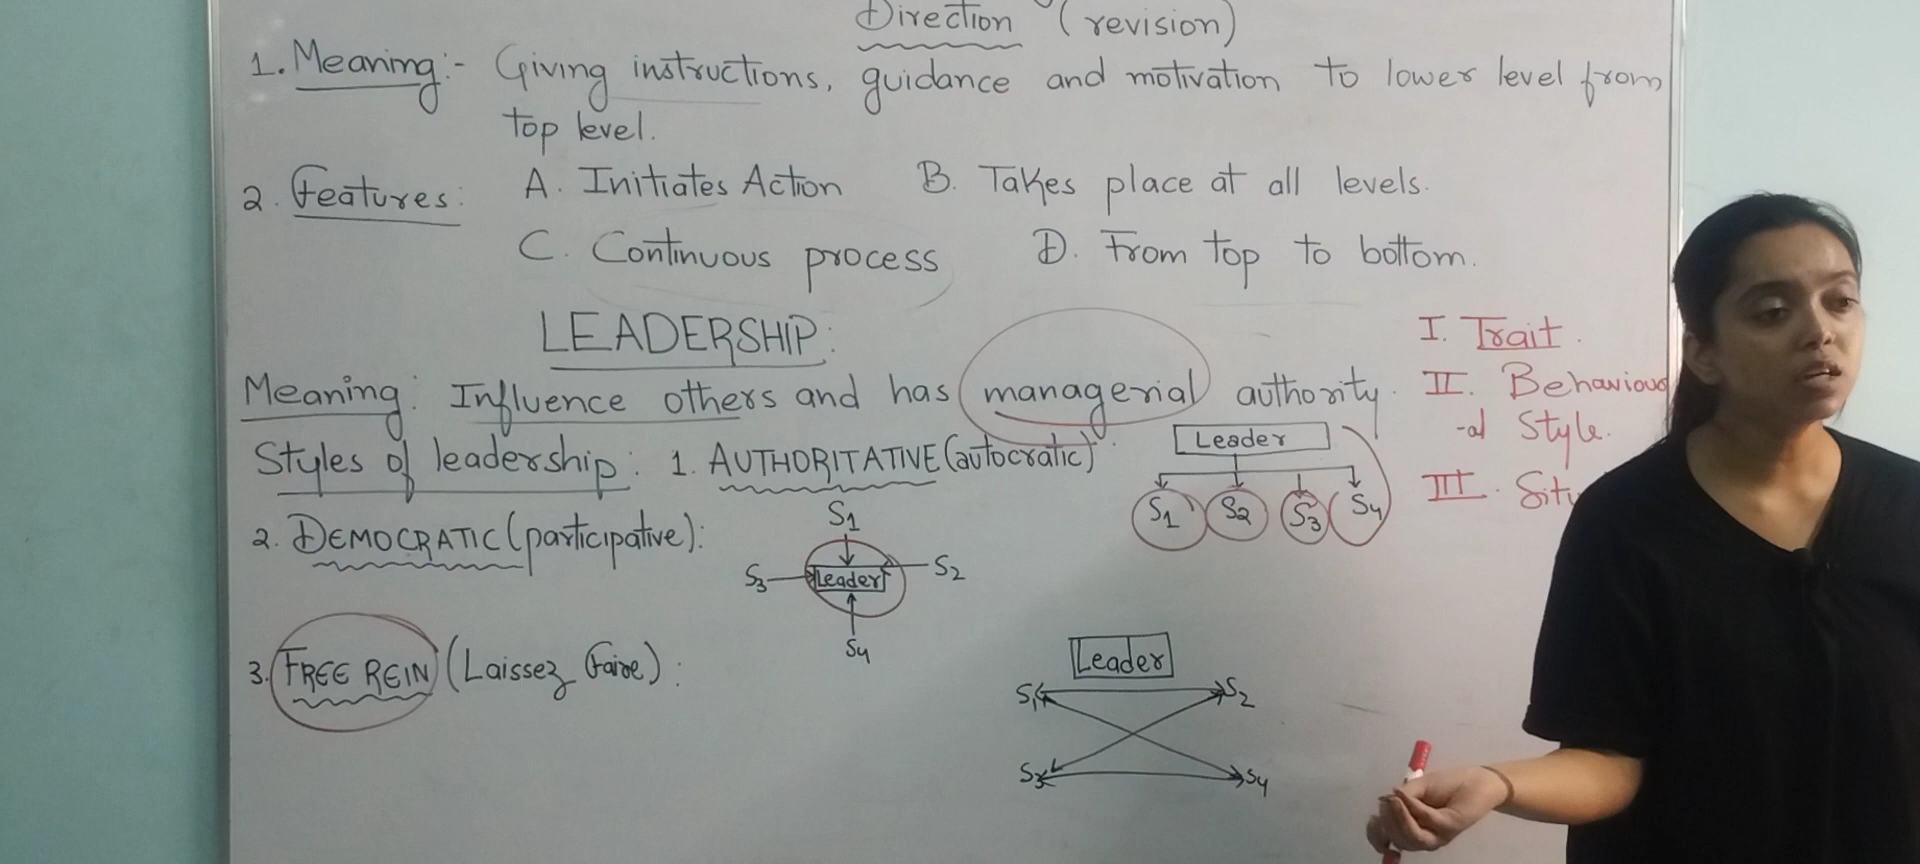 Direction (revision)
1. Meaning:- Giving instructions, guidance and motivation to lower level from
top level.
2. Features: A. Initiates Action B. Takes place at all levels.
C. Continuous process D. From top to bottom.
LEADERSHIP:
Meaning: Influence others and has managerial authority.
Styles of leadership: 1. AUTHORITATIVE (autocratic)
Leader
S1 S2 S3 S4
2. DEMOCRATIC (participative):
S1
S3 Leader S2
S4
3. FREE REIN (Laissez Faire):
Leader
S1 S2
S3 S4
I. Trait.
II. Behaviour
-al Style.
III.